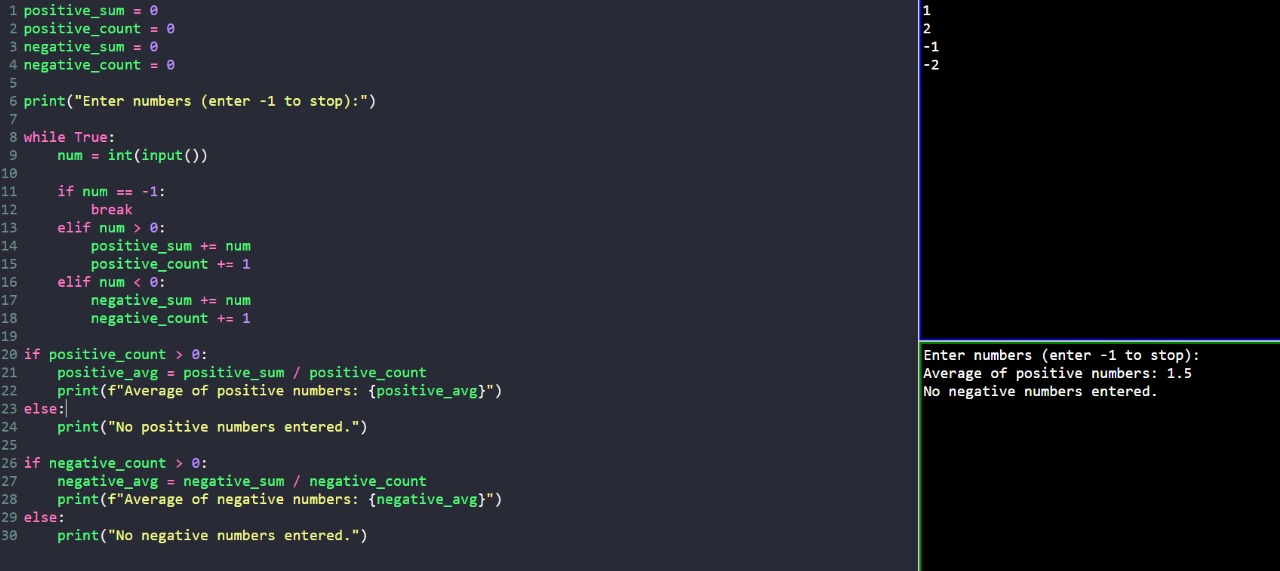 1 positive_sum = 0
2 positive_count = 0
3 negative_sum = 0
4 negative_count = 0
5
6 print("Enter numbers (enter -1 to stop):")
7
8 while True:
9     num = int(input())
10
11     if num == -1:
12         break
13     elif num > 0:
14         positive_sum += num
15         positive_count += 1
16     elif num < 0:
17         negative_sum += num
18         negative_count += 1
19
20 if positive_count > 0:
21     positive_avg = positive_sum / positive_count
22     print(f"Average of positive numbers: {positive_avg}")
23 else:
24     print("No positive numbers entered.")
25
26 if negative_count > 0:
27     negative_avg = negative_sum / negative_count
28     print(f"Average of negative numbers: {negative_avg}")
29 else:
30     print("No negative numbers entered.")
1
2
-1
-2
Enter numbers (enter -1 to stop):
Average of positive numbers: 1.5
No negative numbers entered.